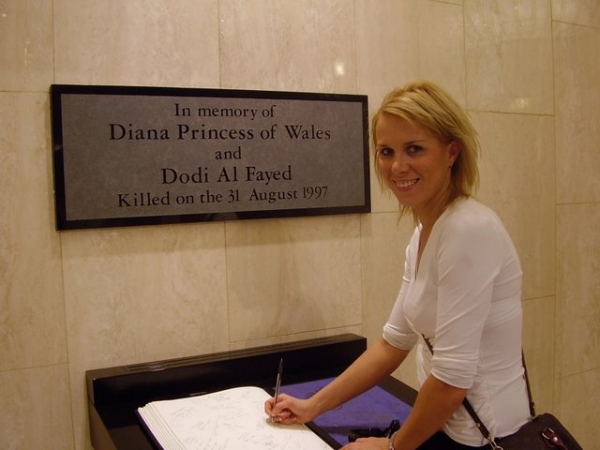 In memory of
Diana Princess of Wales
and
Dodi Al Fayed
Killed on the 31 August 1997